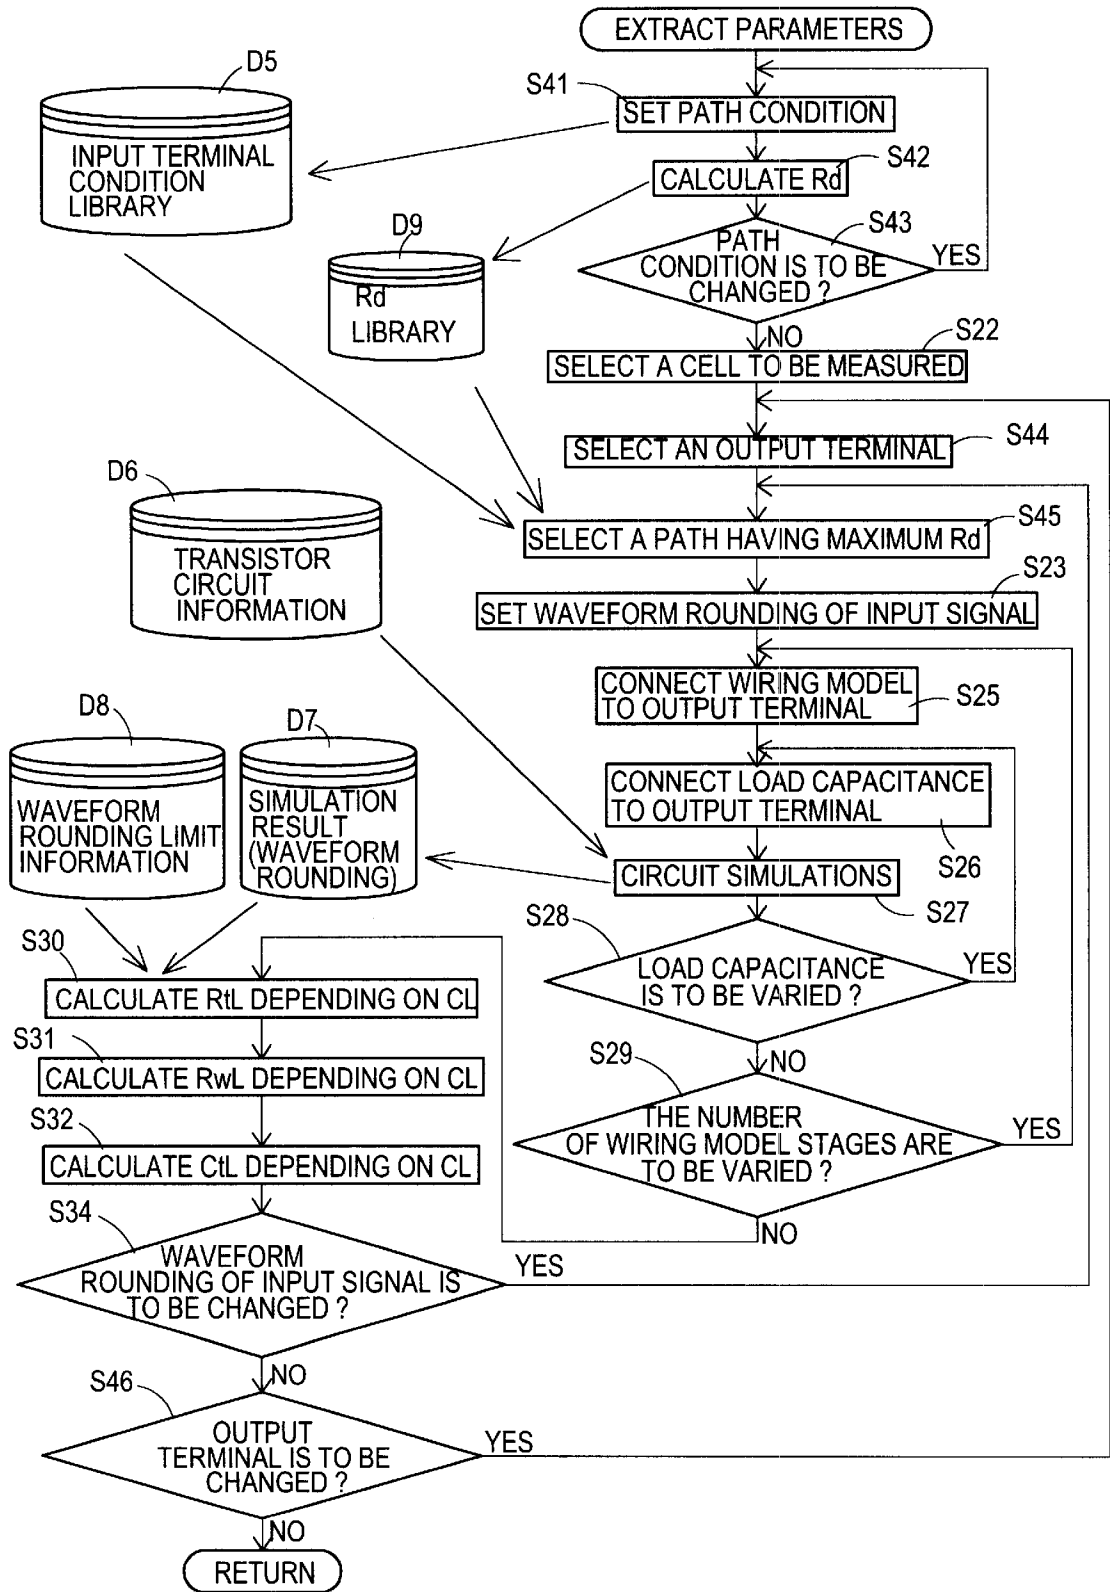 EXTRACT PARAMETERS
D5
S41
SET PATH CONDITION
INPUT TERMINAL
CONDITION
LIBRARY
S42
CALCULATE Rd
D9
S43
PATH
CONDITION IS TO BE
CHANGED ?
YES
Rd
LIBRARY
NO
S22
SELECT A CELL TO BE MEASURED
S44
SELECT AN OUTPUT TERMINAL
D6
S45
SELECT A PATH HAVING MAXIMUM Rd
TRANSISTOR
CIRCUIT
INFORMATION
S23
SET WAVEFORM ROUNDING OF INPUT SIGNAL
CONNECT WIRING MODEL
TO OUTPUT TERMINAL
S25
D8
D7
WAVEFORM
ROUNDING LIMIT
INFORMATION
SIMULATION
RESULT
(WAVEFORM
ROUNDING)
CONNECT LOAD CAPACITANCE
TO OUTPUT TERMINAL
S26
CIRCUIT SIMULATIONS
S27
S28
LOAD CAPACITANCE
IS TO BE VARIED ?
YES
S30
CALCULATE RtL DEPENDING ON CL
S31
CALCULATE RwL DEPENDING ON CL
NO
S29
THE NUMBER
OF WIRING MODEL STAGES ARE
TO BE VARIED ?
YES
NO
S32
CALCULATE CtL DEPENDING ON CL
S34
WAVEFORM
ROUNDING OF INPUT SIGNAL IS
TO BE CHANGED ?
YES
NO
S46
OUTPUT
TERMINAL IS TO BE
CHANGED ?
YES
NO
RETURN